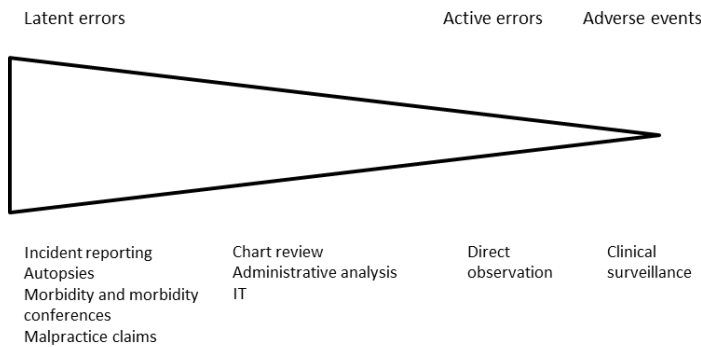 Latent errors
Active errors
Adverse events
Incident reporting
Autopsies
Morbidity and morbidity
conferences
Malpractice claims
Chart review
Administrative analysis
IT
Direct
observation
Clinical
surveillance